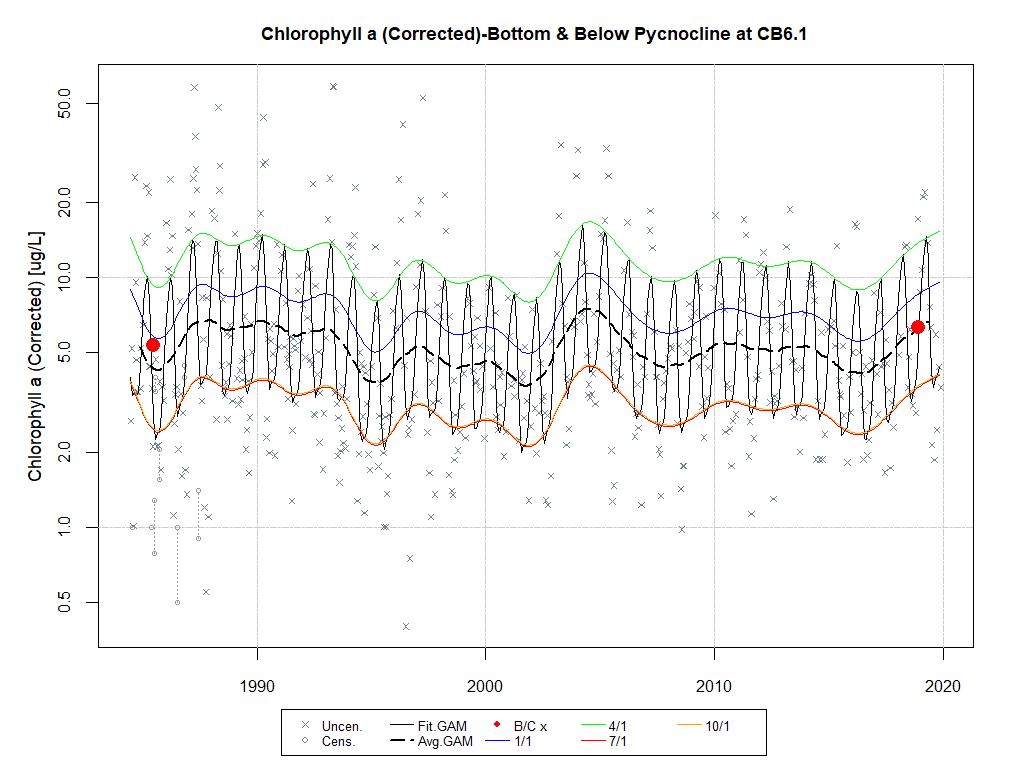 Chlorophyll a (Corrected)-Bottom & Below Pycnocline at CB6.1
Chlorophyll a (Corrected) [ug/L]
50.0
20.0
10.0
5.0
2.0
1.0
0.5
1990 2000 2010 2020
Uncen. Fit.GAM B/C x 4/1 10/1
Cens. Avg.GAM 1/1 7/1